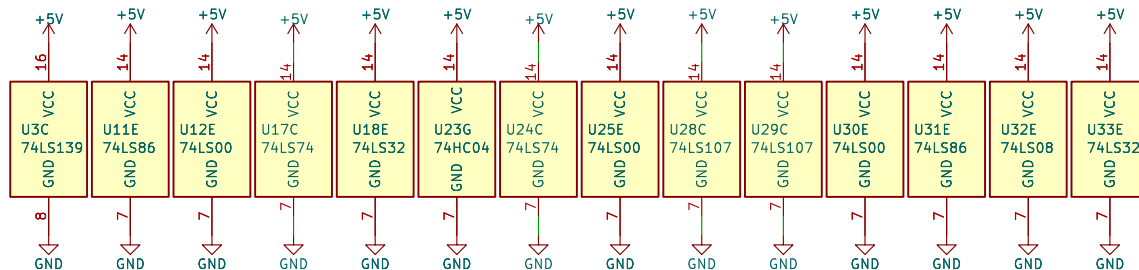 +5V +5V +5V +5V +5V +5V +5V +5V +5V +5V +5V +5V +5V +5V
16 14 14 14 14 14 14 14 14 14 14 14 14 14
VCC VCC VCC VCC VCC VCC VCC VCC VCC VCC VCC VCC VCC VCC
U3C U11E U12E U17C U18E U23G U24C U25E U28C U29C U30E U31E U32E U33E
74LS139 74LS86 74LS00 74LS74 74LS32 74HC04 74LS74 74LS00 74LS107 74LS107 74LS00 74LS86 74LS08 74LS32
GND GND GND GND GND GND GND GND GND GND GND GND GND GND
8 7 7 7 7 7 7 7 7 7 7 7 7 7
GND GND GND GND GND GND GND GND GND GND GND GND GND GND